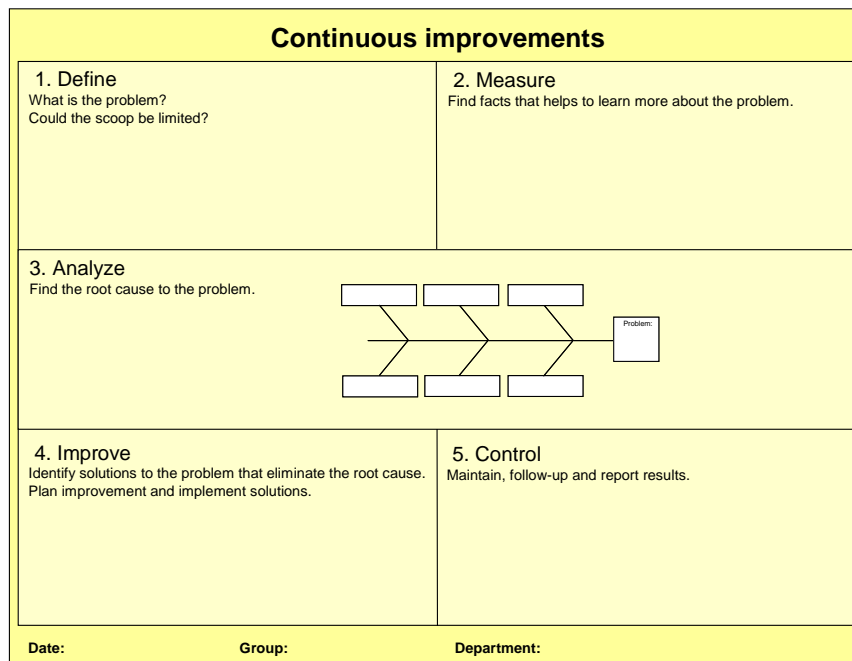 Continuous improvements
1. Define
What is the problem?
Could the scoop be limited?
2. Measure
Find facts that helps to learn more about the problem.
3. Analyze
Find the root cause to the problem.
Problem:
4. Improve
Identify solutions to the problem that eliminate the root cause.
Plan improvement and implement solutions.
5. Control
Maintain, follow-up and report results.
Date: Group: Department: